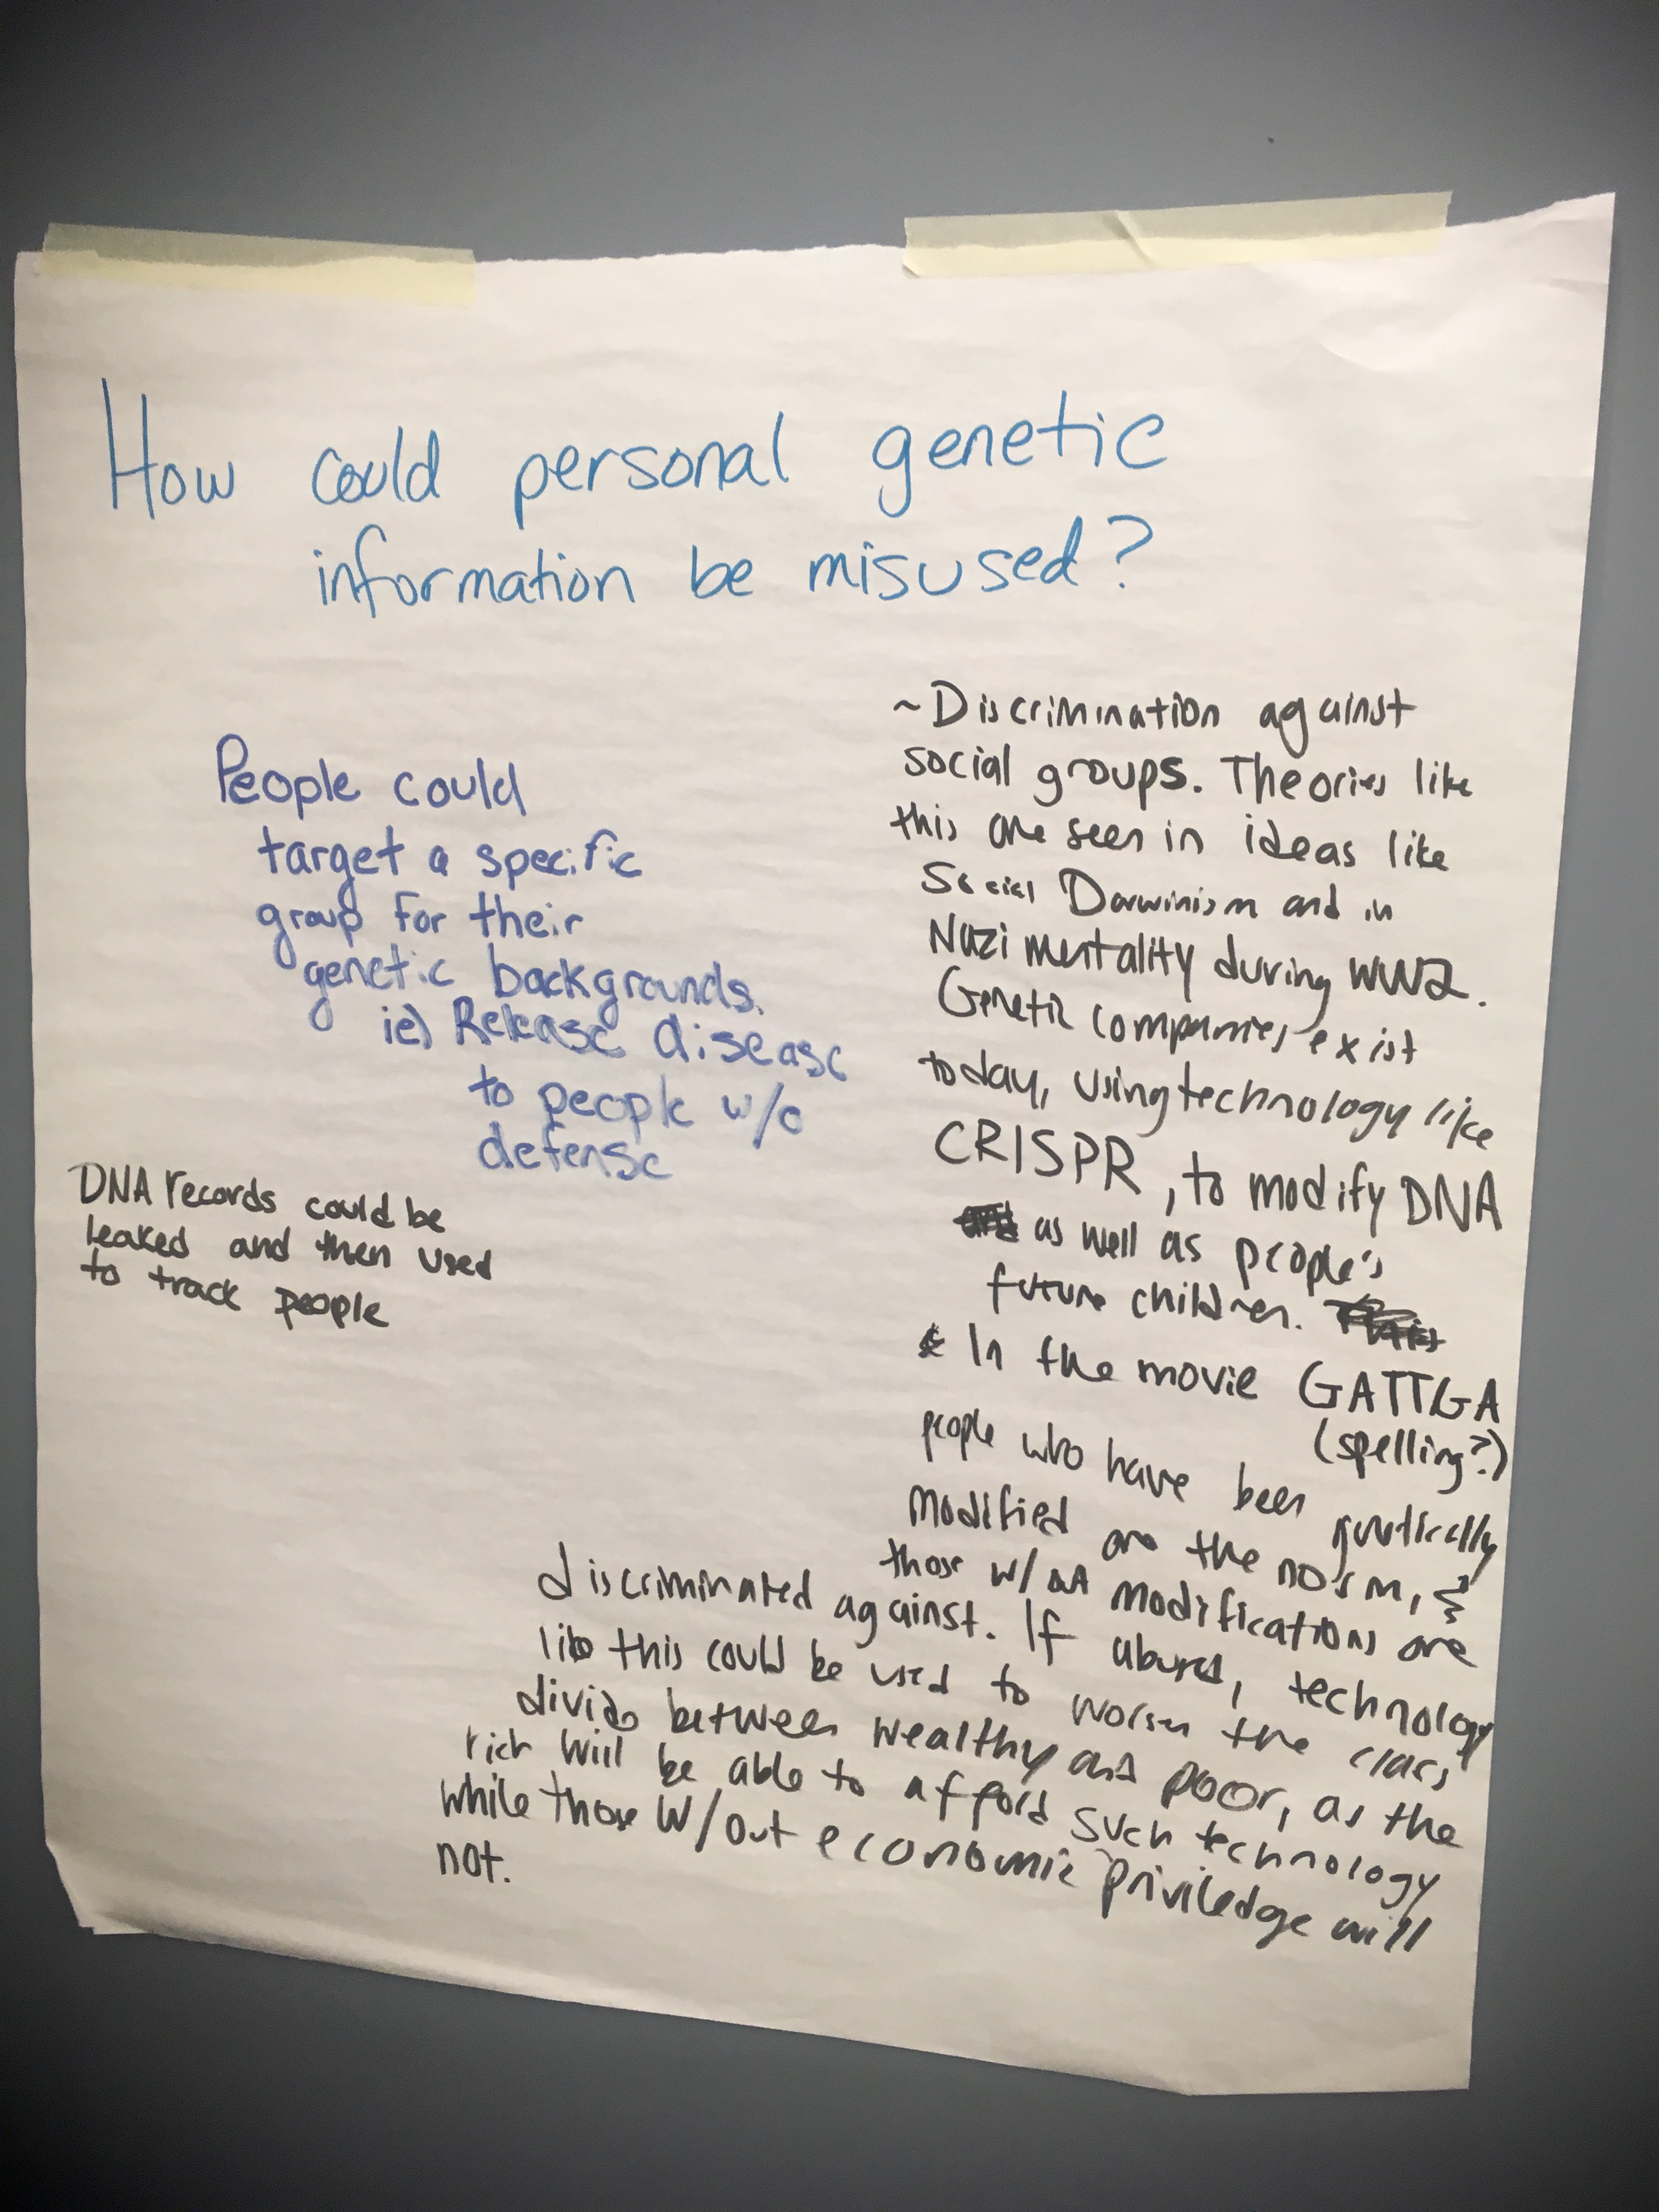 How could personal genetic
information be misused?
People could
target a specific
group for their
genetic backgrounds.
ie) Release disease
to people w/o
defense
DNA records could be
leaked and then used
to track people
~Discrimination against
social groups. Theories like
this are seen in ideas like
Social Darwinism and in
Nazi mentality during WW2.
Genetic companies exist
today, using technology like
CRISPR, to modify DNA
as well as people's
future children.
* In the movie GATTGA
(spelling?)
people who have been genetically
modified are the norm, &
those w/out modifications are
discriminated against. If abused, technology
like this could be used to worsen the class
divide between wealthy and poor, as the
rich will be able to afford such technology
while those w/out economic priviledge will
not.